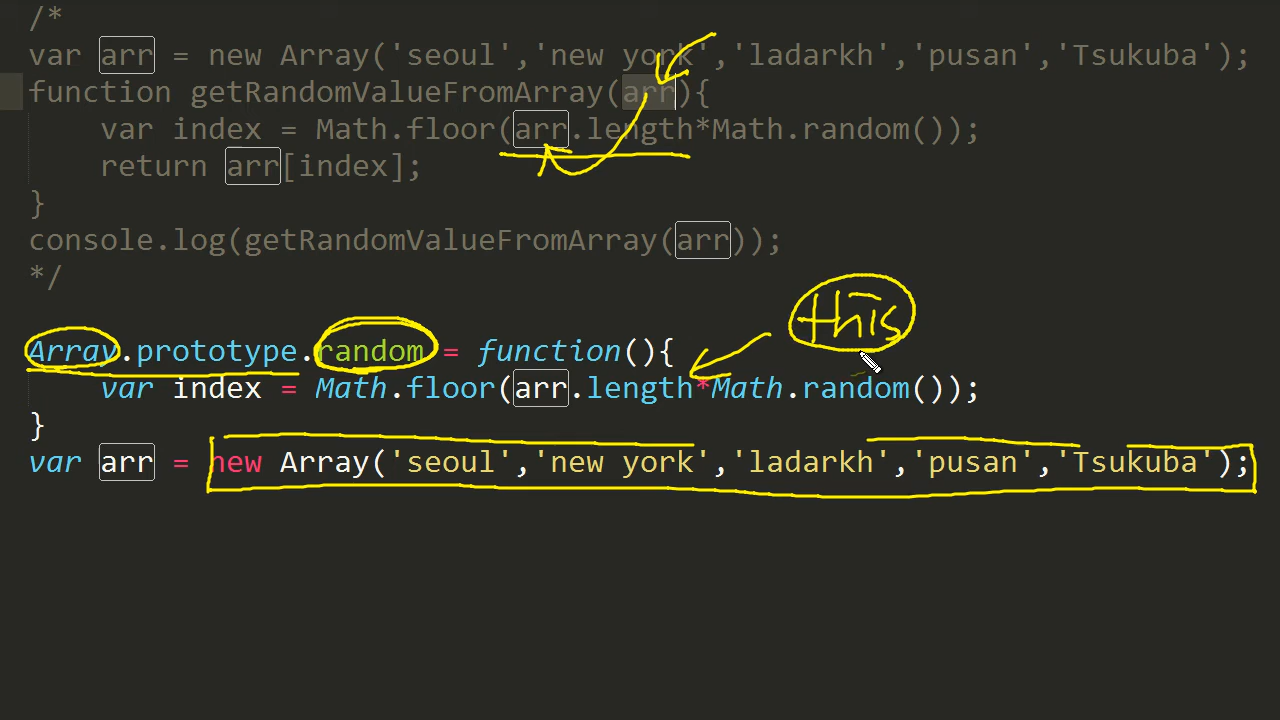 /*
var arr = new Array('seoul','new york','ladarkh','pusan','Tsukuba');
function getRandomValueFromArray(arr){
    var index = Math.floor(arr.length*Math.random());
    return arr[index];
}
console.log(getRandomValueFromArray(arr));
*/
this
Array.prototype.random = function(){
    var index = Math.floor(arr.length*Math.random());
}
var arr = new Array('seoul','new york','ladarkh','pusan','Tsukuba');